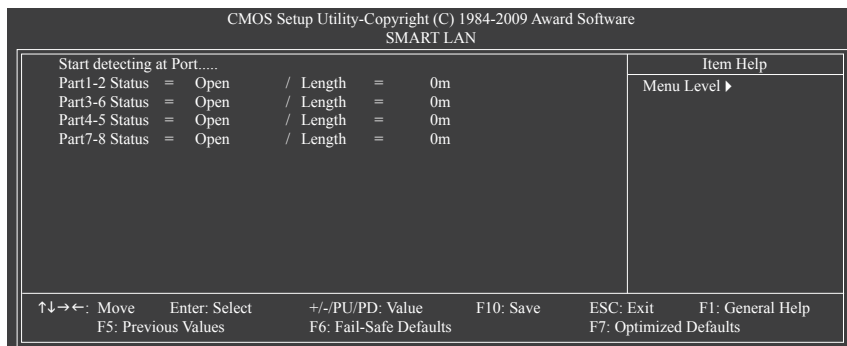 CMOS Setup Utility-Copyright (C) 1984-2009 Award Software
SMART LAN
Start detecting at Port.....
Part1-2 Status = Open / Length = 0m
Part3-6 Status = Open / Length = 0m
Part4-5 Status = Open / Length = 0m
Part7-8 Status = Open / Length = 0m
Item Help
Menu Level ▶
↑↓→←: Move Enter: Select +/-/PU/PD: Value F10: Save ESC: Exit F1: General Help
F5: Previous Values F6: Fail-Safe Defaults F7: Optimized Defaults